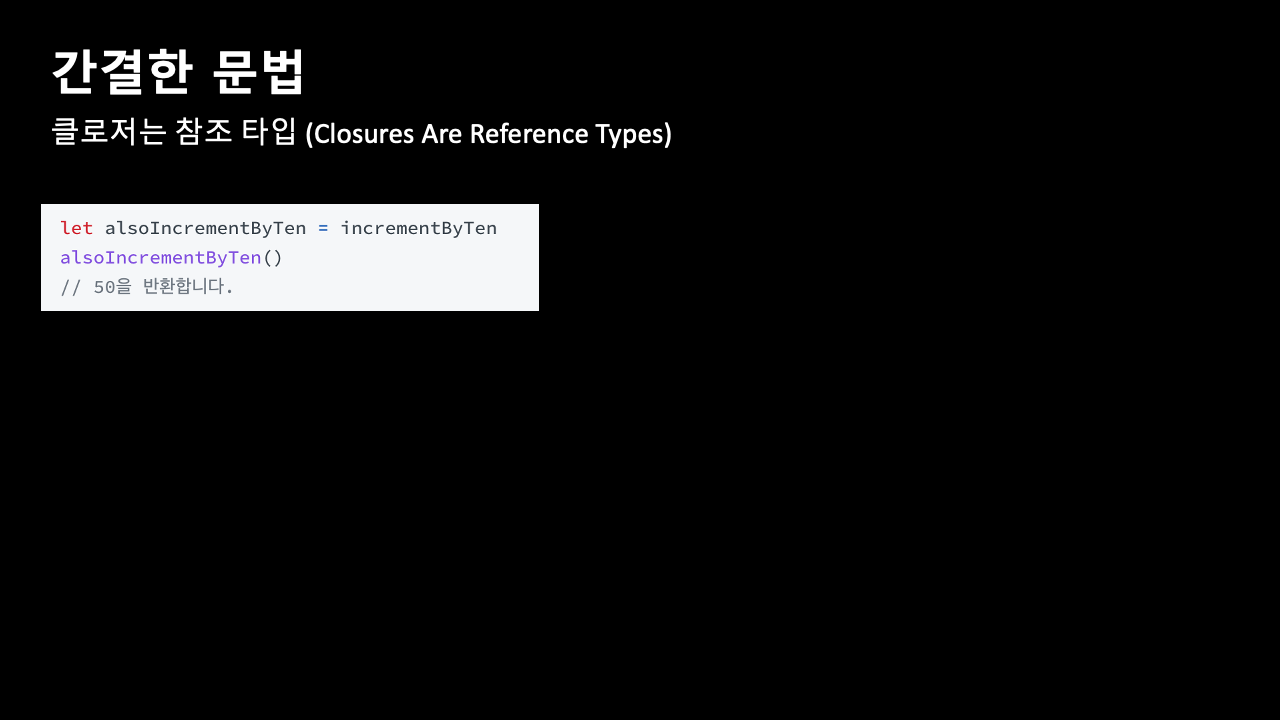 간결한 문법
클로저는 참조 타입 (Closures Are Reference Types)
let alsoIncrementByTen = incrementByTen
alsoIncrementByTen()
// 50을 반환합니다.